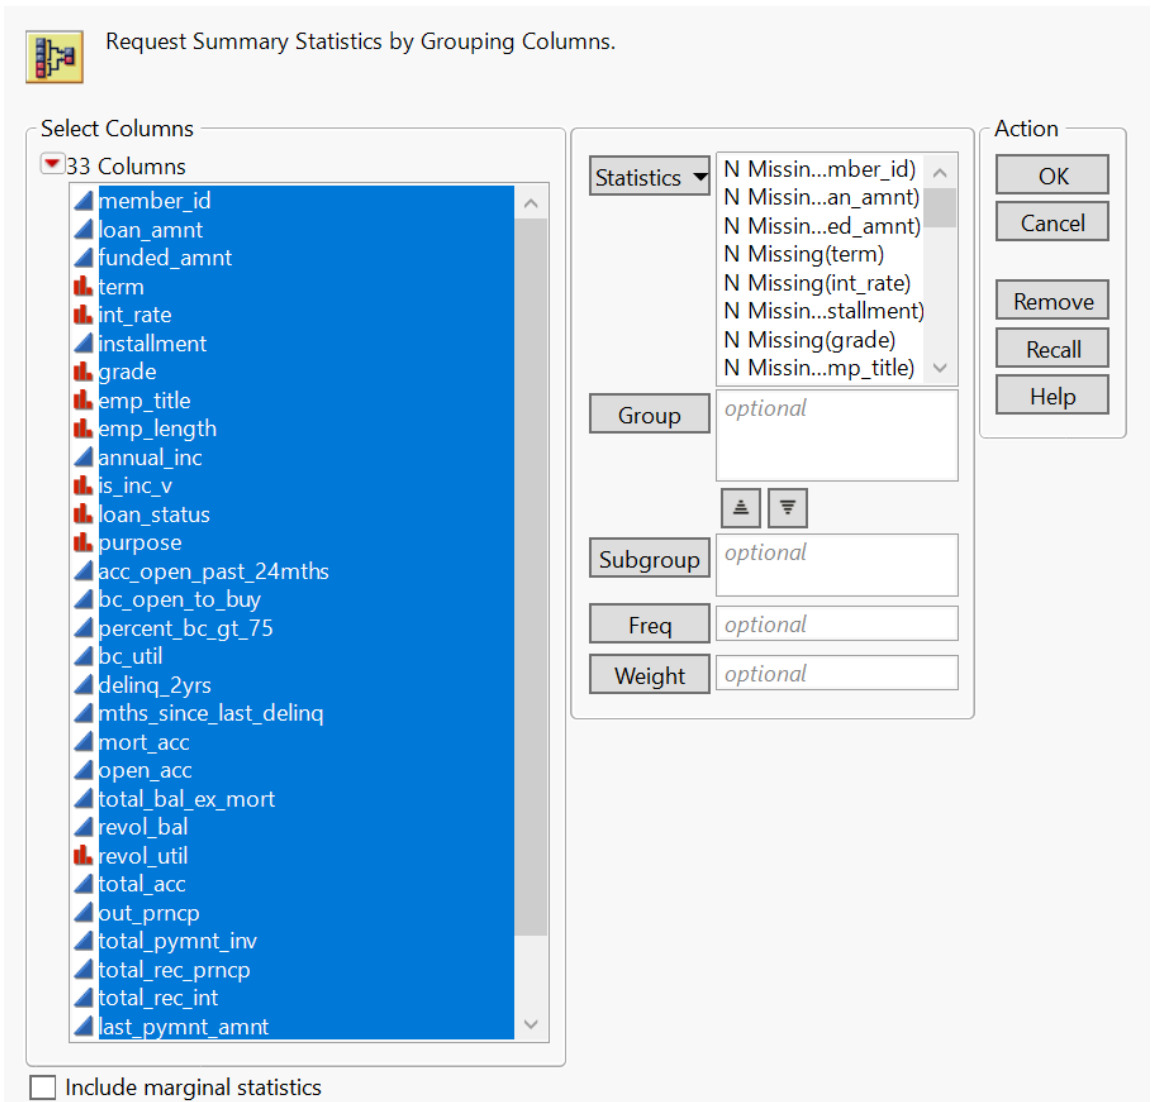 Request Summary Statistics by Grouping Columns.
Select Columns
33 Columns
member_id
loan_amnt
funded_amnt
term
int_rate
installment
grade
emp_title
emp_length
annual_inc
is_inc_v
loan_status
purpose
acc_open_past_24mths
bc_open_to_buy
percent_bc_gt_75
bc_util
delinq_2yrs
mths_since_last_delinq
mort_acc
open_acc
total_bal_ex_mort
revol_bal
revol_util
total_acc
out_prncp
total_pymnt_inv
total_rec_prncp
total_rec_int
last_pymnt_amnt
Include marginal statistics
Statistics
N Missin...mber_id)
N Missin...an_amnt)
N Missin...ed_amnt)
N Missing(term)
N Missing(int_rate)
N Missin...stallment)
N Missing(grade)
N Missin...mp_title)
Group
optional
Subgroup
optional
Freq
optional
Weight
optional
Action
OK
Cancel
Remove
Recall
Help